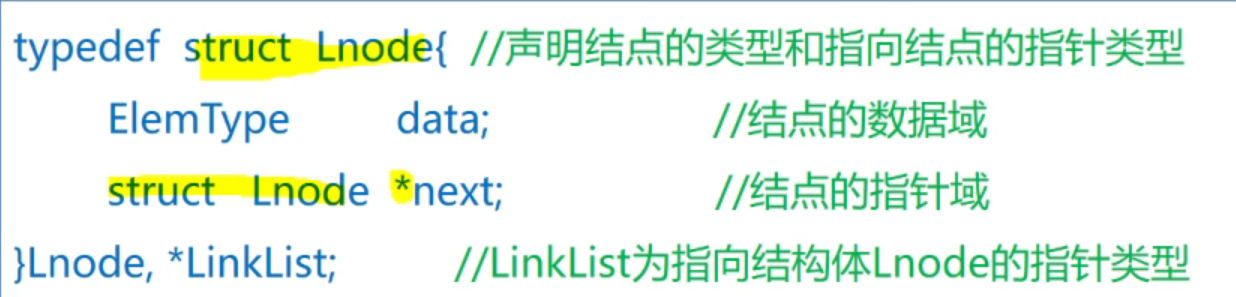 typedef struct Lnode{ //声明结点的类型和指向结点的指针类型
ElemType data; //结点的数据域
struct Lnode *next; //结点的指针域
}Lnode, *LinkList; //LinkList为指向结构体Lnode的指针类型